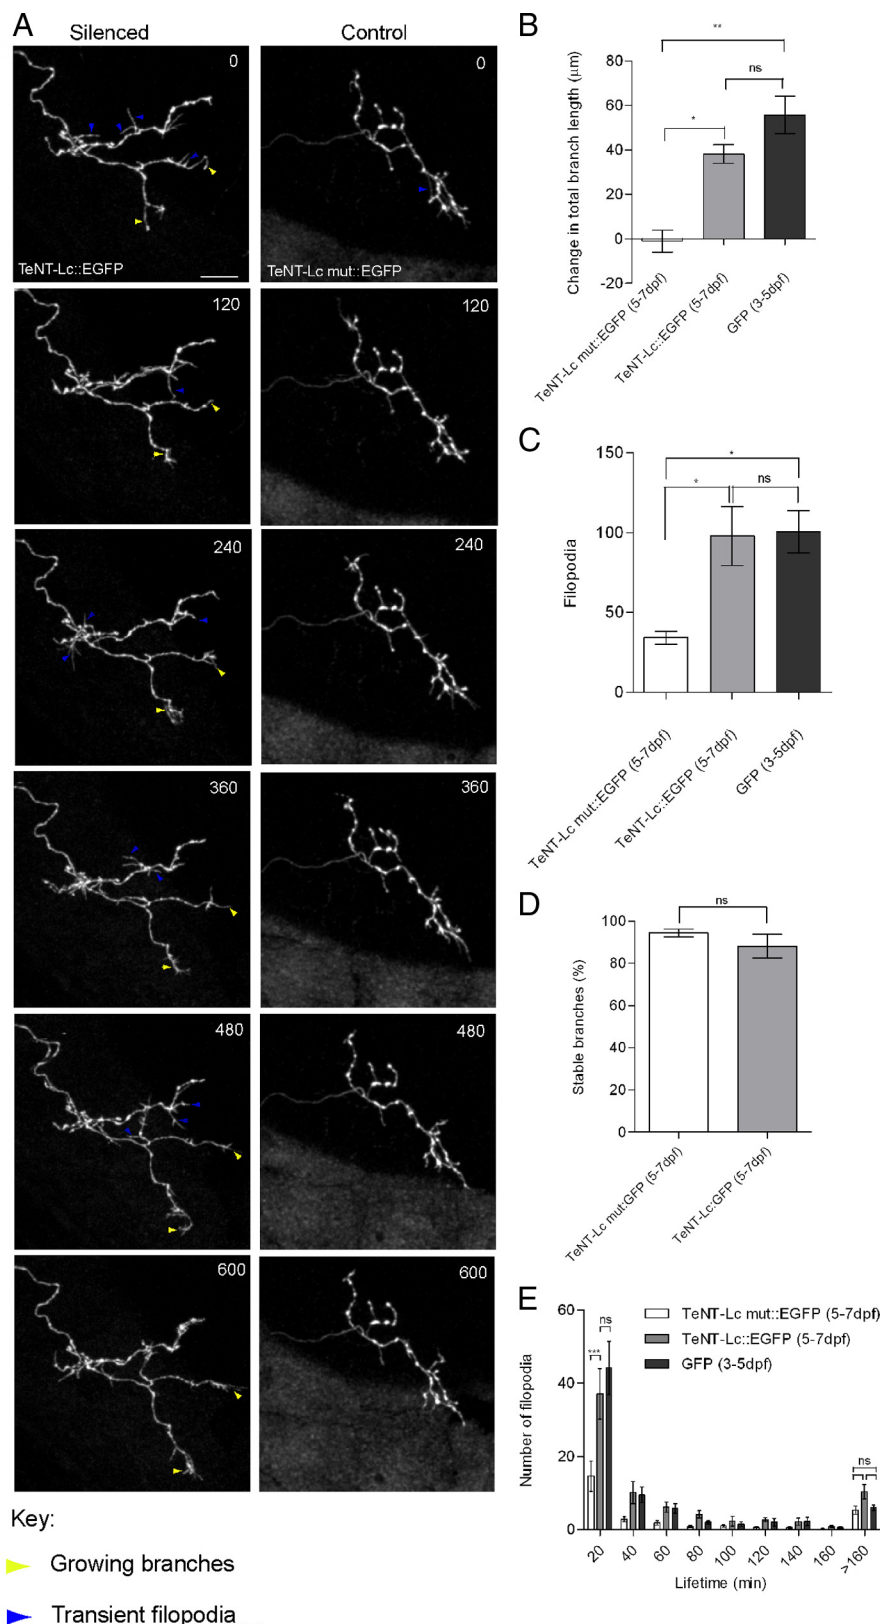 A
Silenced
Control
0
TeNT-Lc::EGFP
0
TeNT-Lc mut::EGFP
120
120
240
240
360
360
480
480
600
600
Key:
Growing branches
Transient filopodia
B
Change in total branch length (μm)
80
60
40
20
0
-20
**
*
ns
TeNT-Lc mut::EGFP (5-7dpf)
TeNT-Lc::EGFP (5-7dpf)
GFP (3-5dpf)
C
Filopodia
150
100
50
0
*
*
ns
TeNT-Lc mut::EGFP (5-7dpf)
TeNT-Lc::EGFP (5-7dpf)
GFP (3-5dpf)
D
Stable branches (%)
100
80
60
40
20
0
ns
TeNT-Lc mut:GFP (5-7dpf)
TeNT-Lc:GFP (5-7dpf)
E
Number of filopodia
60
40
20
0
ns
***
TeNT-Lc mut::EGFP (5-7dpf)
TeNT-Lc::EGFP (5-7dpf)
GFP (3-5dpf)
ns
20
40
60
80
100
120
140
160
>160
Lifetime (min)